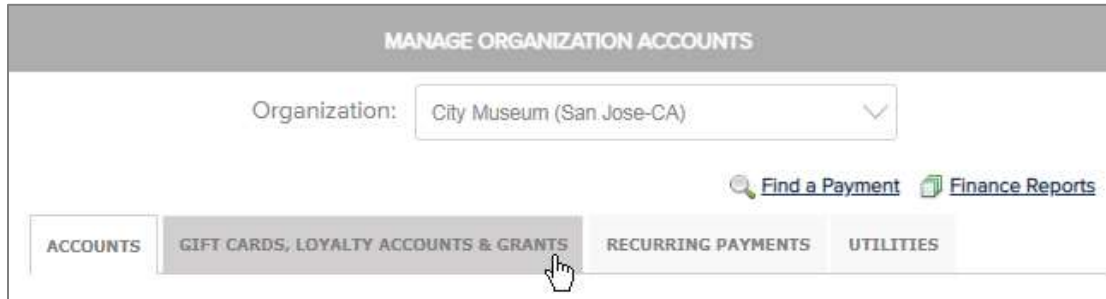 MANAGE ORGANIZATION ACCOUNTS
Organization: City Museum (San Jose-CA)
Find a Payment Finance Reports
ACCOUNTS GIFT CARDS, LOYALTY ACCOUNTS & GRANTS RECURRING PAYMENTS UTILITIES